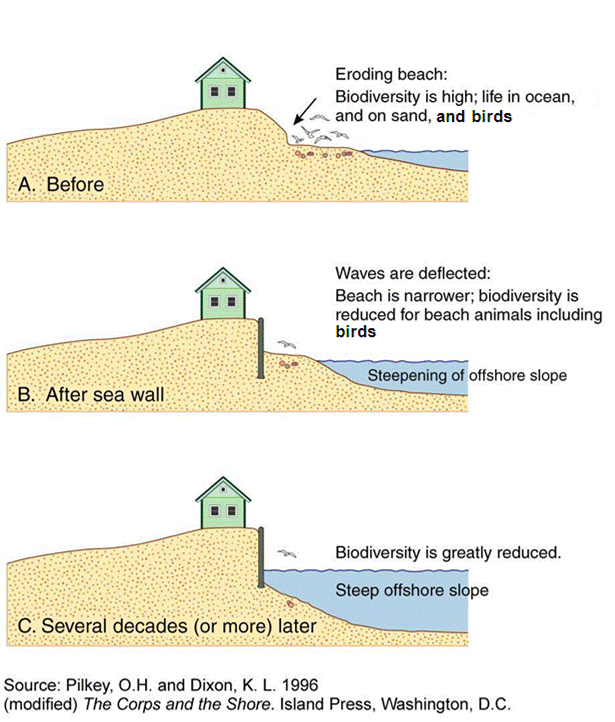 Eroding beach:
Biodiversity is high; life in ocean,
and on sand, and birds
A. Before
Waves are deflected:
Beach is narrower; biodiversity is
reduced for beach animals including
birds
Steepening of offshore slope
B. After sea wall
Biodiversity is greatly reduced.
Steep offshore slope
C. Several decades (or more) later
Source: Pilkey, O.H. and Dixon, K. L. 1996
(modified) The Corps and the Shore. Island Press, Washington, D.C.